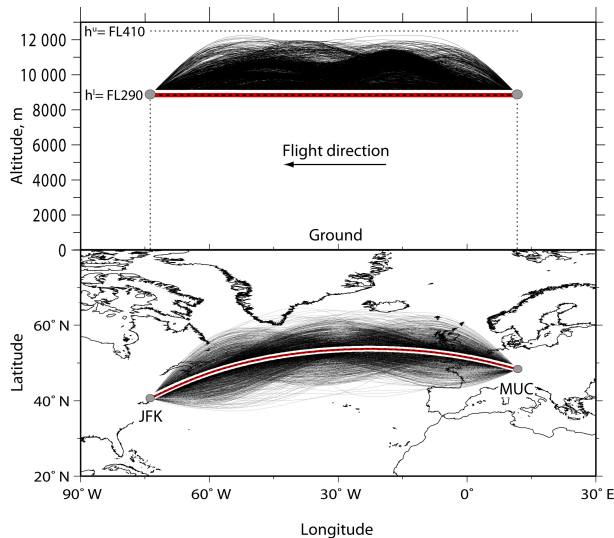 Altitude, m
12 000
10 000
8000
6000
4000
2000
0
hᵘ= FL410
hˡ= FL290
Flight direction
Ground
Latitude
60˚ N
40˚ N
20˚ N
JFK
MUC
90˚ W
60˚ W
30˚ W
0˚
30˚ E
Longitude